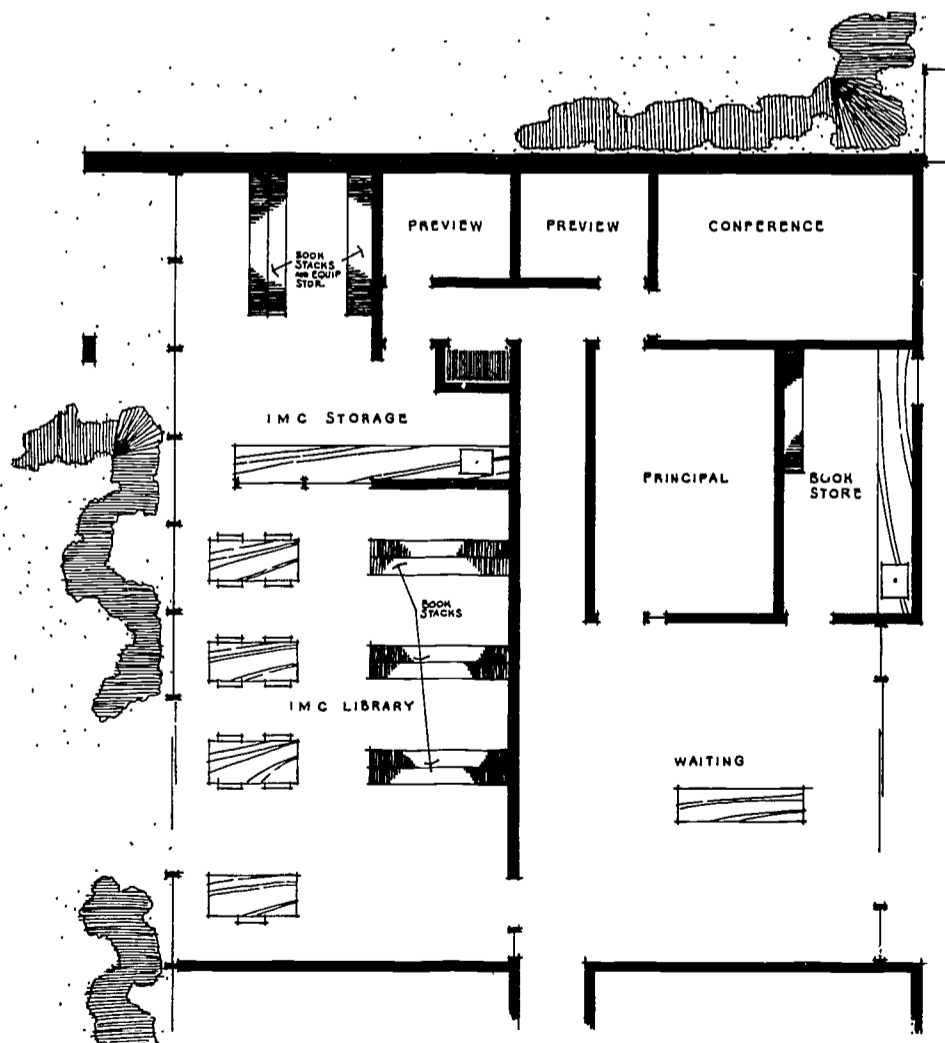 PREVIEW
PREVIEW
CONFERENCE
BOOK
STACKS
AND EQUIP
STOR.
IMC STORAGE
PRINCIPAL
BOOK
STORE
BOOK
STACKS
IMC LIBRARY
WAITING